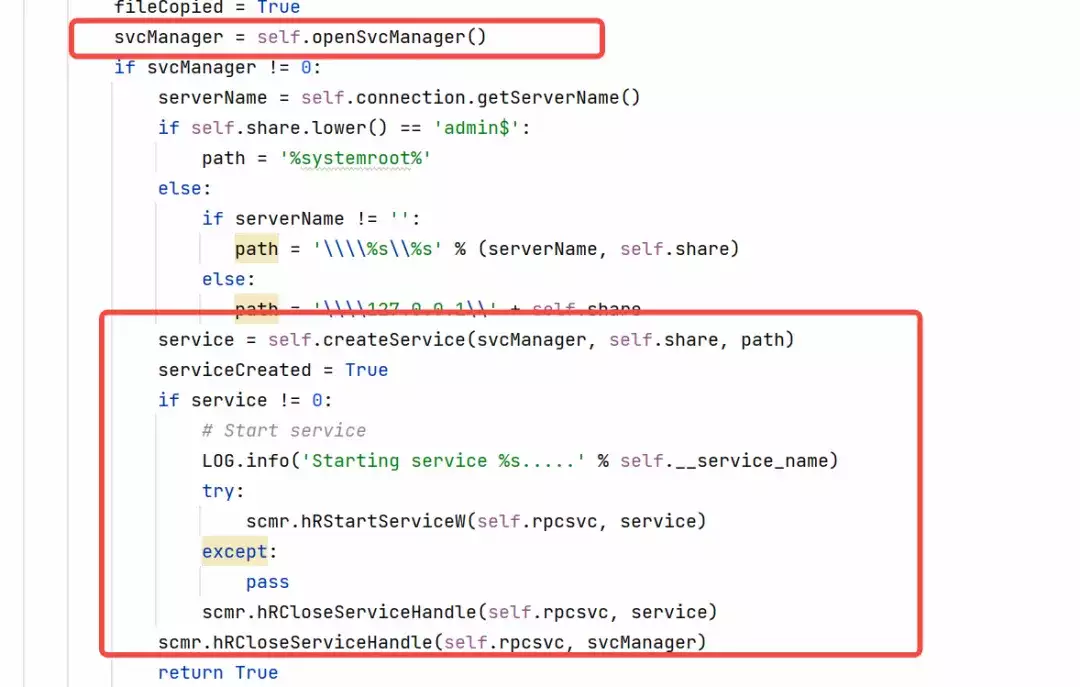 fileCopied = True
svcManager = self.openSvcManager()
if svcManager != 0:
serverName = self.connection.getServerName()
if self.share.lower() == 'admin$':
path = '%systemroot%'
else:
if serverName != '':
path = '\\\\%s\\%s' % (serverName, self.share)
else:
path = '\\\\127.0.0.1\\' + self.share
service = self.createService(svcManager, self.share, path)
serviceCreated = True
if service != 0:
# Start service
LOG.info('Starting service %s.....' % self.__service_name)
try:
scmr.hRStartServiceW(self.rpcsvc, service)
except:
pass
scmr.hRCloseServiceHandle(self.rpcsvc, service)
scmr.hRCloseServiceHandle(self.rpcsvc, svcManager)
return True